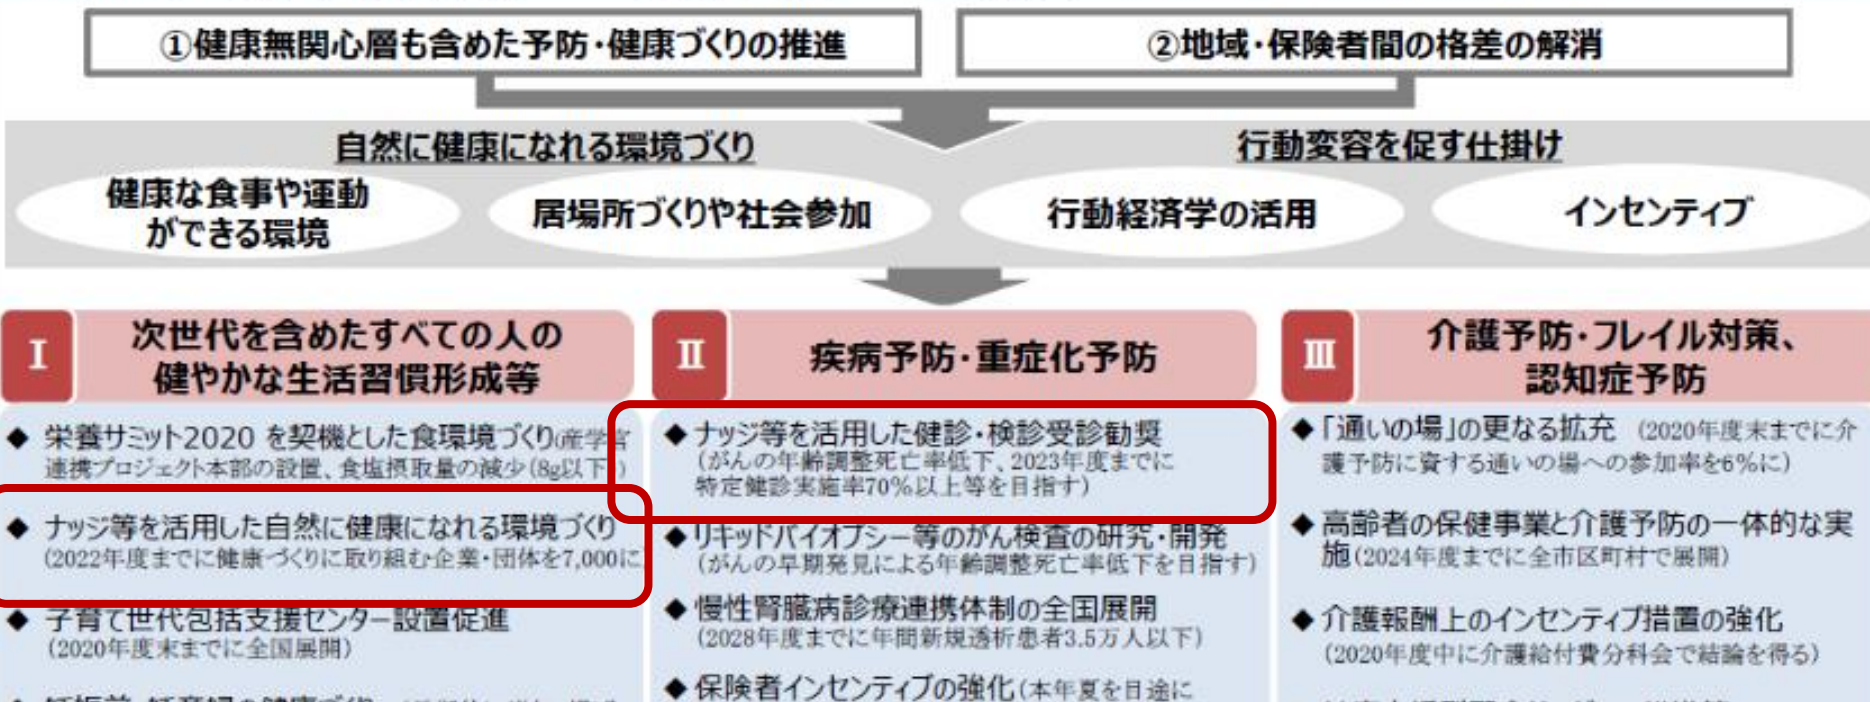 ①健康無関心層も含めた予防・健康づくりの推進
②地域・保険者間の格差の解消
自然に健康になれる環境づくり
行動変容を促す仕掛け
健康な食事や運動
ができる環境
居場所づくりや社会参加
行動経済学の活用
インセンティブ
Ⅰ
次世代を含めたすべての人の
健やかな生活習慣形成等
◆ 栄養サミット2020 を契機とした食環境づくり(産学官
連携プロジェクト本部の設置、食塩摂取量の減少(8g以下))
◆ ナッジ等を活用した自然に健康になれる環境づくり
(2022年度までに健康づくりに取り組む企業・団体を7,000に
◆ 子育て世代包括支援センター設置促進
(2020年度末までに全国展開)
Ⅱ
疾病予防・重症化予防
◆ ナッジ等を活用した健診・検診受診勧奨
(がんの年齢調整死亡率低下、2023年度までに
特定健診実施率70%以上等を目指す)
◆ リキッドバイオプシー等のがん検査の研究・開発
(がんの早期発見による年齢調整死亡率低下を目指す)
◆ 慢性腎臓病診療連携体制の全国展開
(2028年度までに年間新規透析患者3.5万人以下)
◆ 保険者インセンティブの強化(本年夏を目途に
Ⅲ
介護予防・フレイル対策、
認知症予防
◆ 「通いの場」の更なる拡充 (2020年度末までに介
護予防に資する通いの場への参加率を6%に)
◆ 高齢者の保健事業と介護予防の一体的な実
施(2024年度までに全市区町村で展開)
◆ 介護報酬上のインセンティブ措置の強化
(2020年度中に介護給付費分科会で結論を得る)